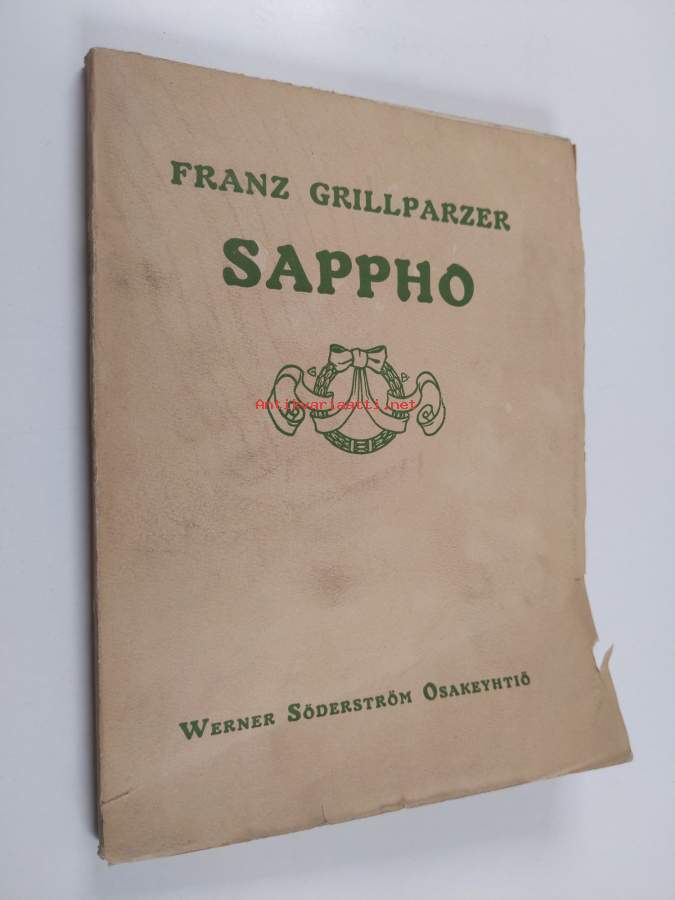 FRANZ GRILLPARZER
SAPPHO
Antikvariaatti.net
WERNER SÖDERSTRÖM OSAKEYHTIÖ